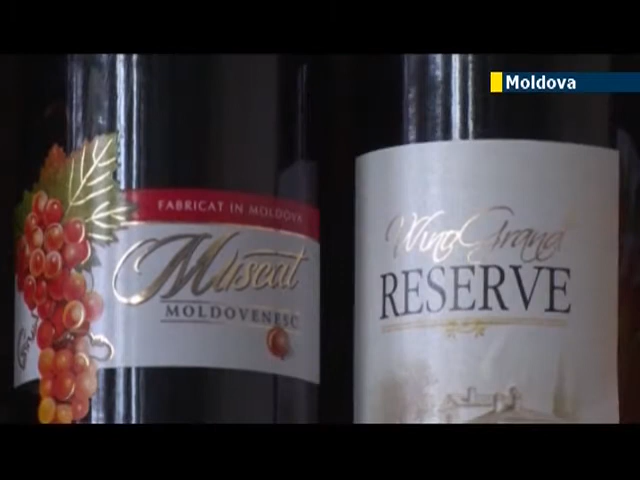 Moldova
FABRICAT IN MOLDOVA
Muscat
MOLDOVENESC
Vino Grand
RESERVE